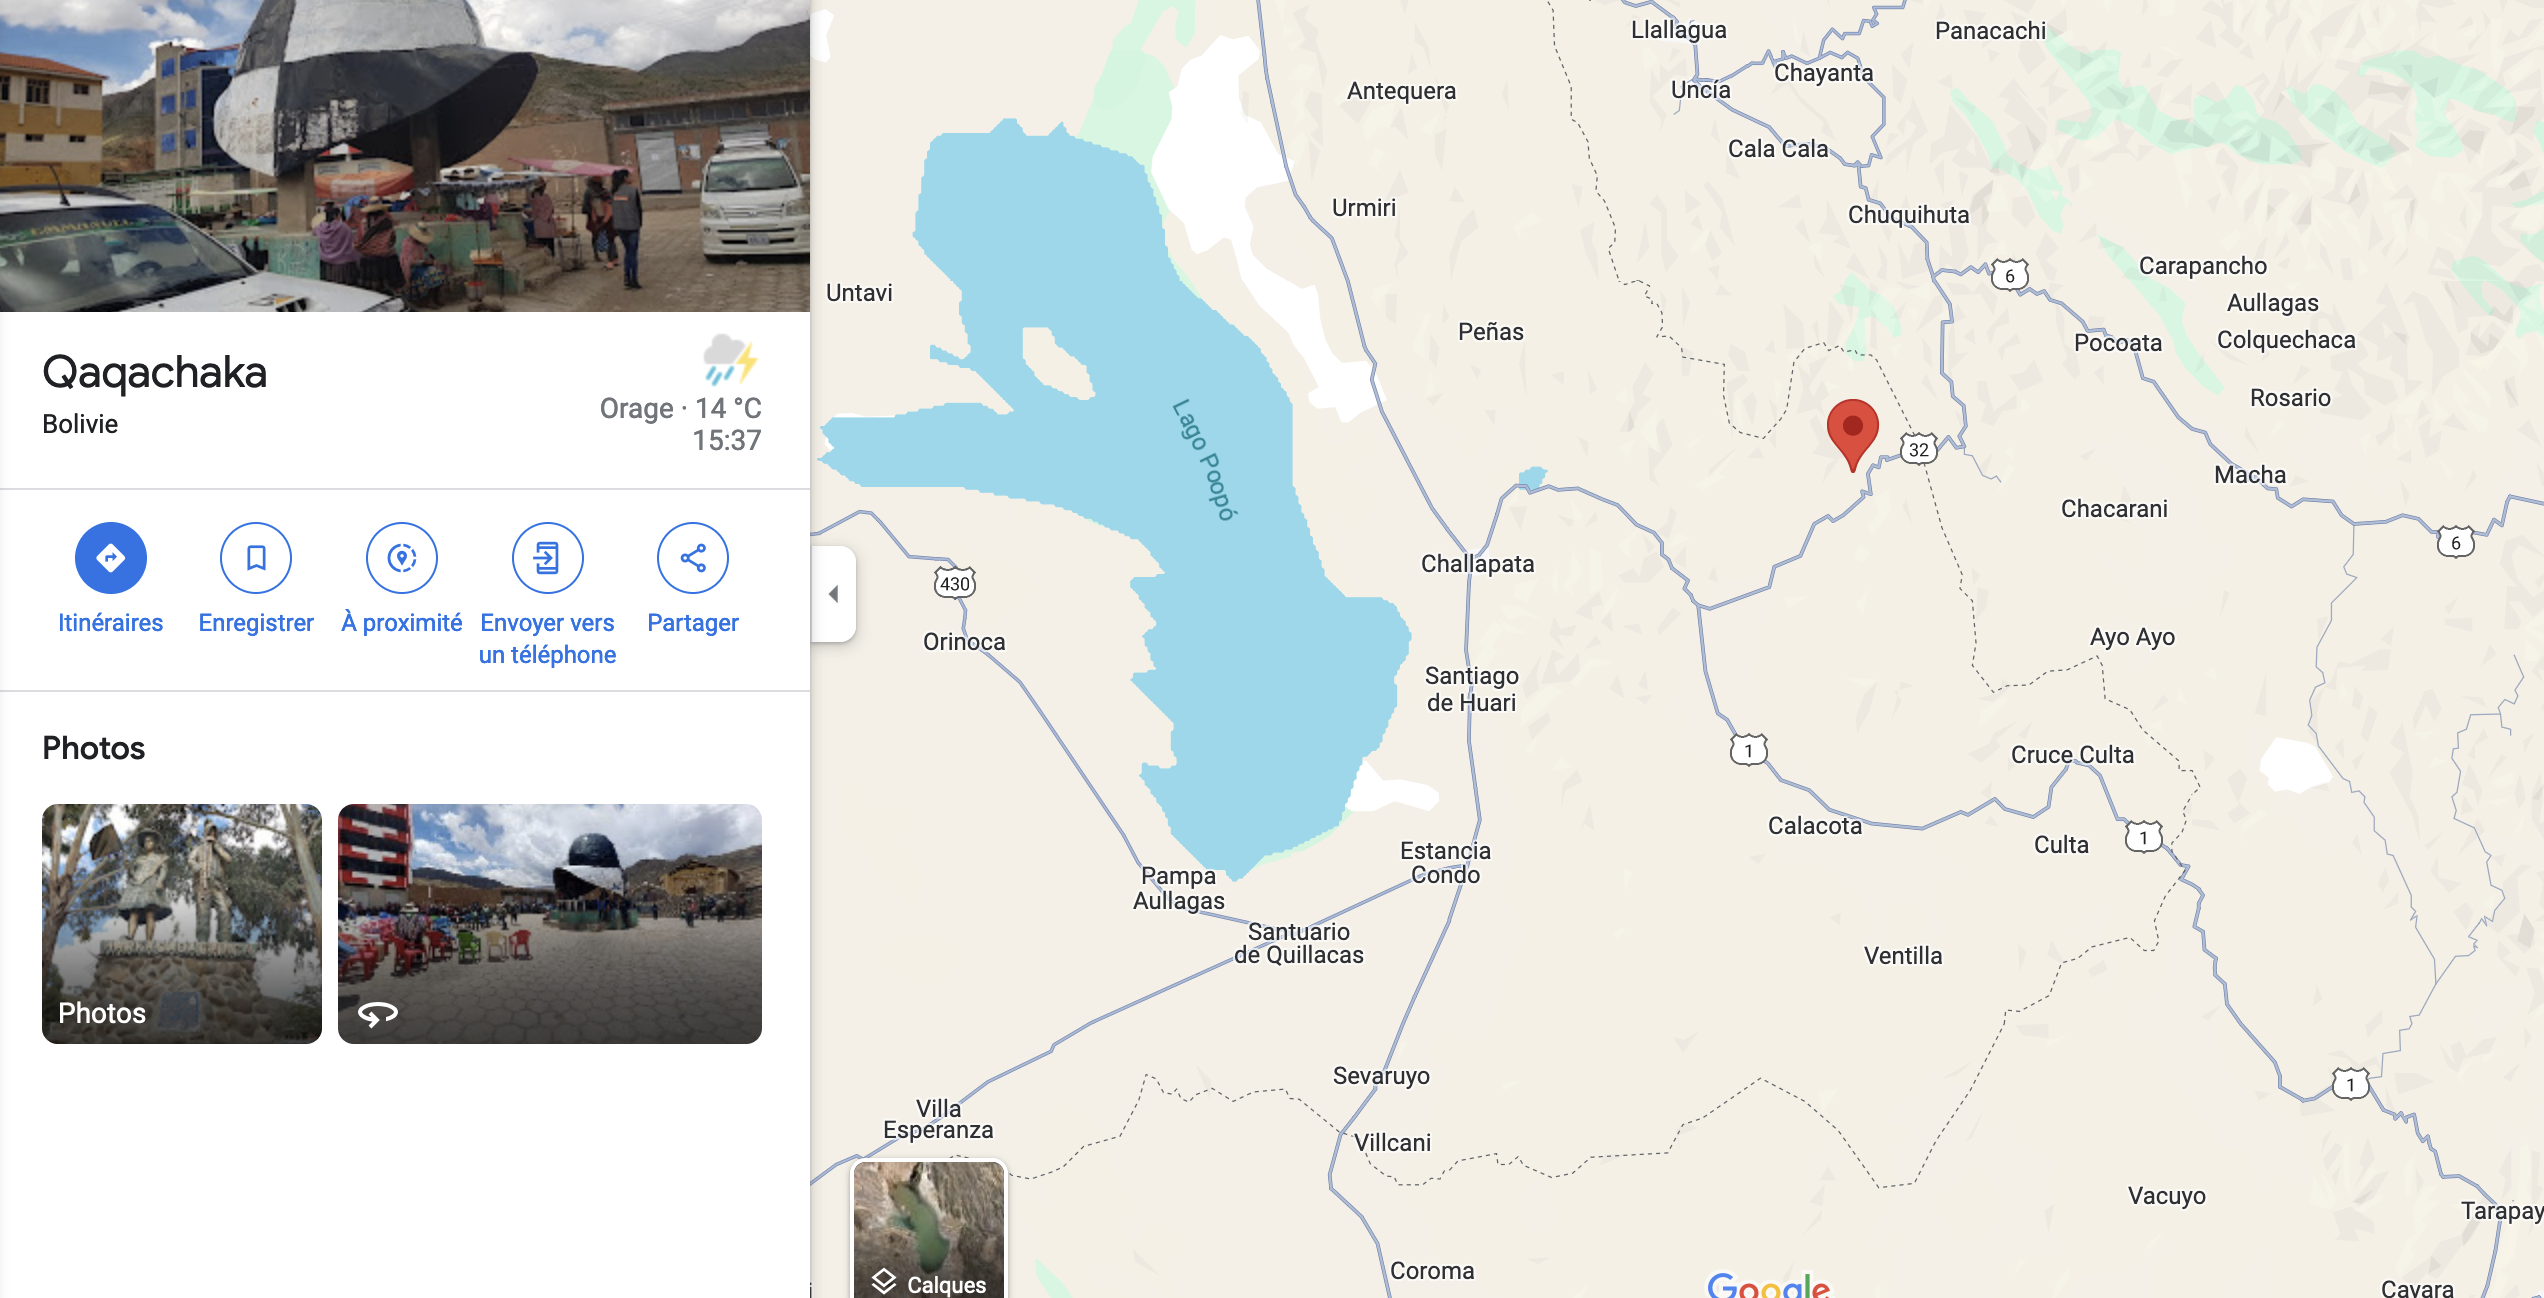 Qaqachaka
Bolivie
Orage · 14 °C
15:37
Itinéraires
Enregistrer
À proximité
Envoyer vers
un téléphone
Partager
Photos
Photos
Llallagua
Panacachi
Chayanta
Uncía
Antequera
Cala Cala
Urmiri
Chuquihuta
Untavi
6
Carapancho
Aullagas
Peñas
Pocoata
Colquechaca
Rosario
Lago Poopó
32
Macha
Chacarani
6
Challapata
430
Orinoca
Ayo Ayo
Santiago
de Huari
1
Cruce Culta
Calacota
1
Culta
Estancia
Condo
Pampa
Aullagas
Santuario
de Quillacas
Ventilla
Sevaruyo
1
Villa
Esperanza
Villcani
Vacuyo
Tarapay
Coroma
Calques
Google
Cavara